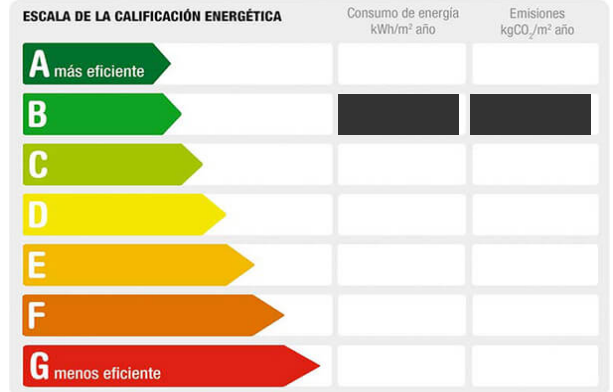 ESCALA DE LA CALIFICACIÓN ENERGÉTICA
Consumo de energía
kWh/m² año
Emisiones
kgCO₂/m² año
A más eficiente
B
C
D
E
F
G menos eficiente